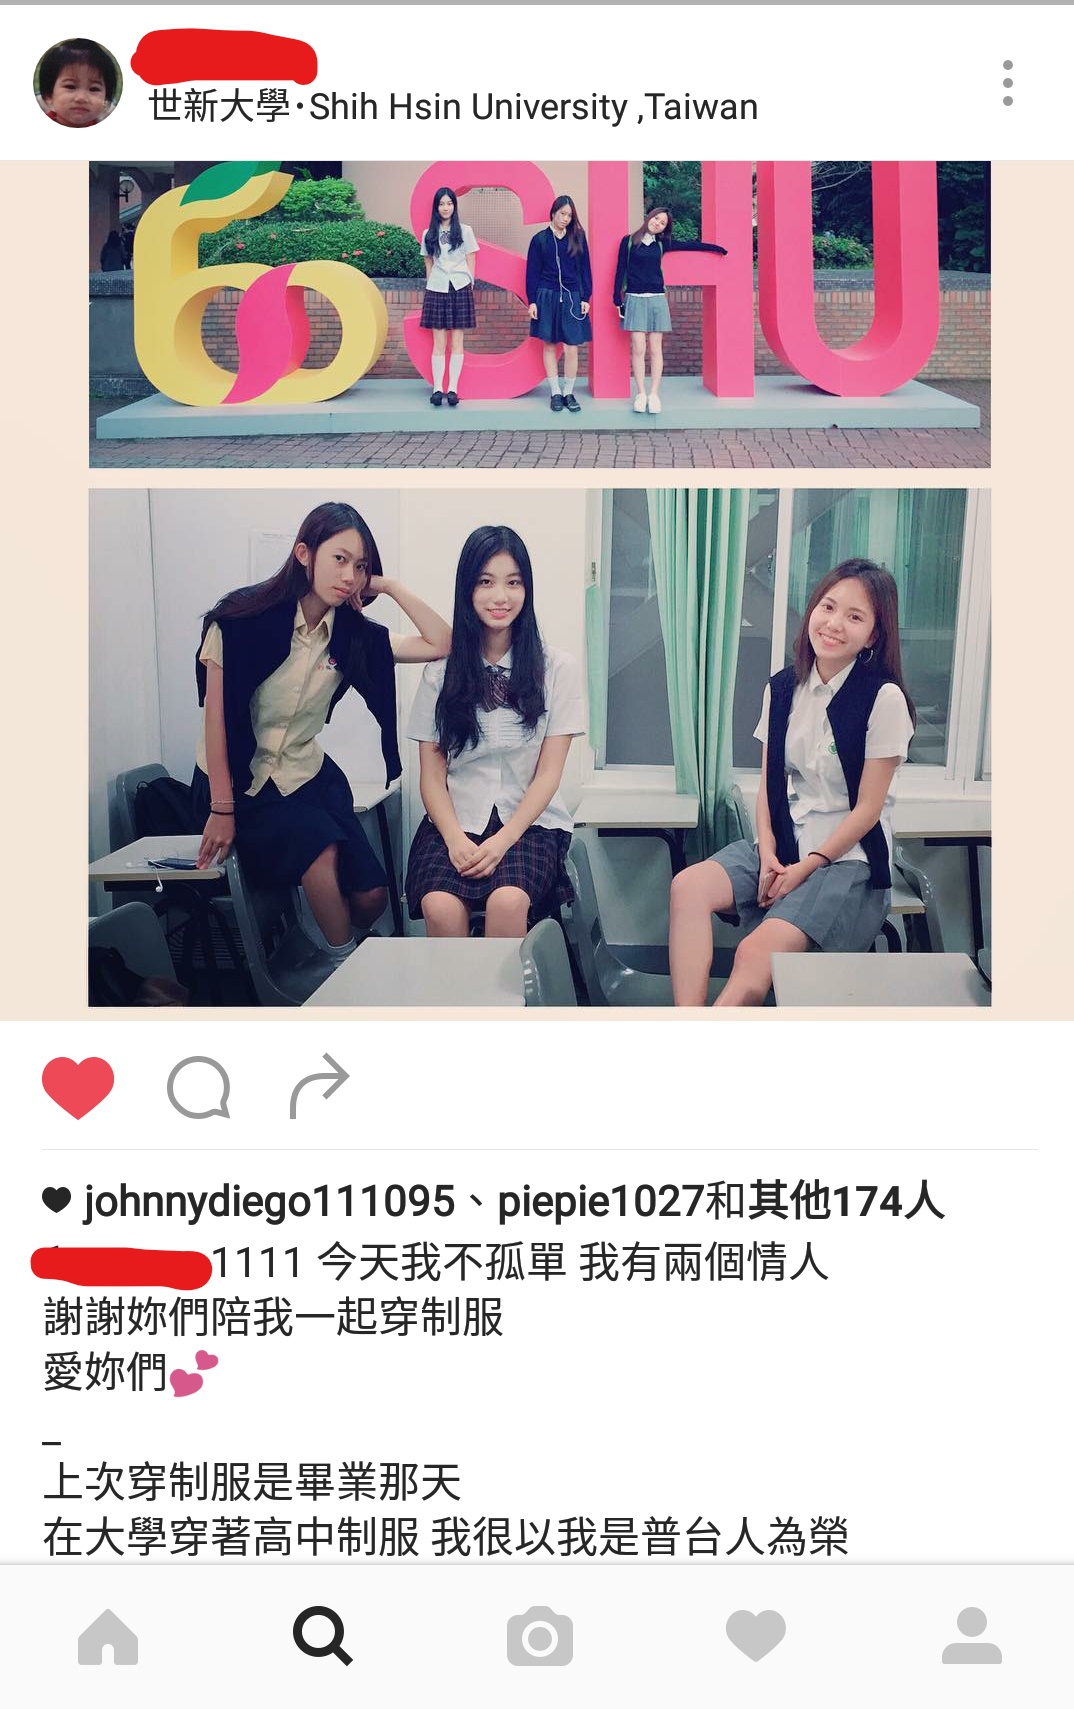 世新大學·Shih Hsin University ,Taiwan
6 SHU
johnnydiego111095、piepie1027和其他174人
1111 今天我不孤單 我有兩個情人
謝謝妳們陪我一起穿制服
愛妳們💕
_
上次穿制服是畢業那天
在大學穿著高中制服 我很以我是普台人為榮